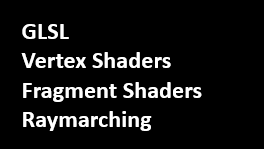 GLSL
Vertex Shaders
Fragment Shaders
Raymarching